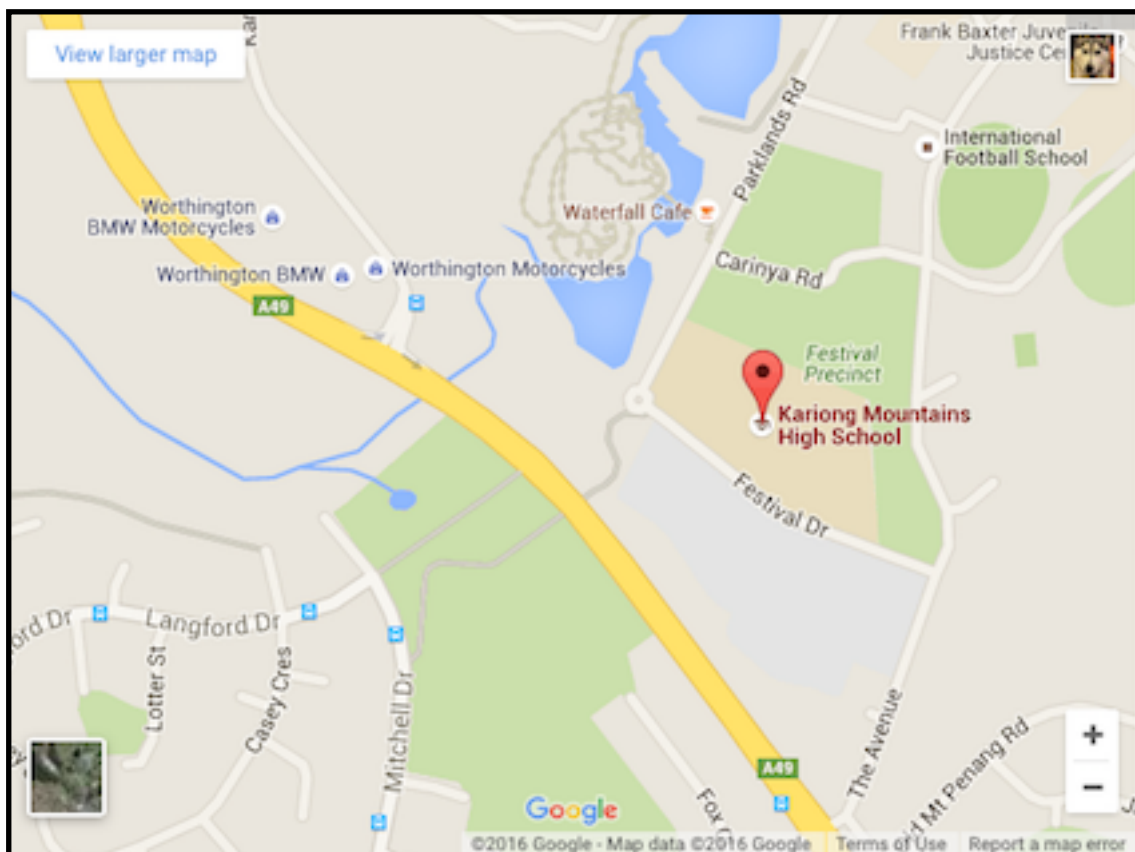 View larger map
Frank Baxter Juvenile
Justice
International
Football School
Parklands Rd
Worthington
BMW Motorcycles
Waterfall Cafe
Worthington BMW
Worthington Motorcycles
Carinya Rd
A49
Festival
Precinct
Kariong Mountains
High School
Festival Dr
Langford Dr
Lotter St
Casey Cres
Mitchell Dr
The Avenue
Mt Penang Rd
A49
Fox
Google
©2016 Google - Map data ©2016 Google
Terms of Use
Report a map error